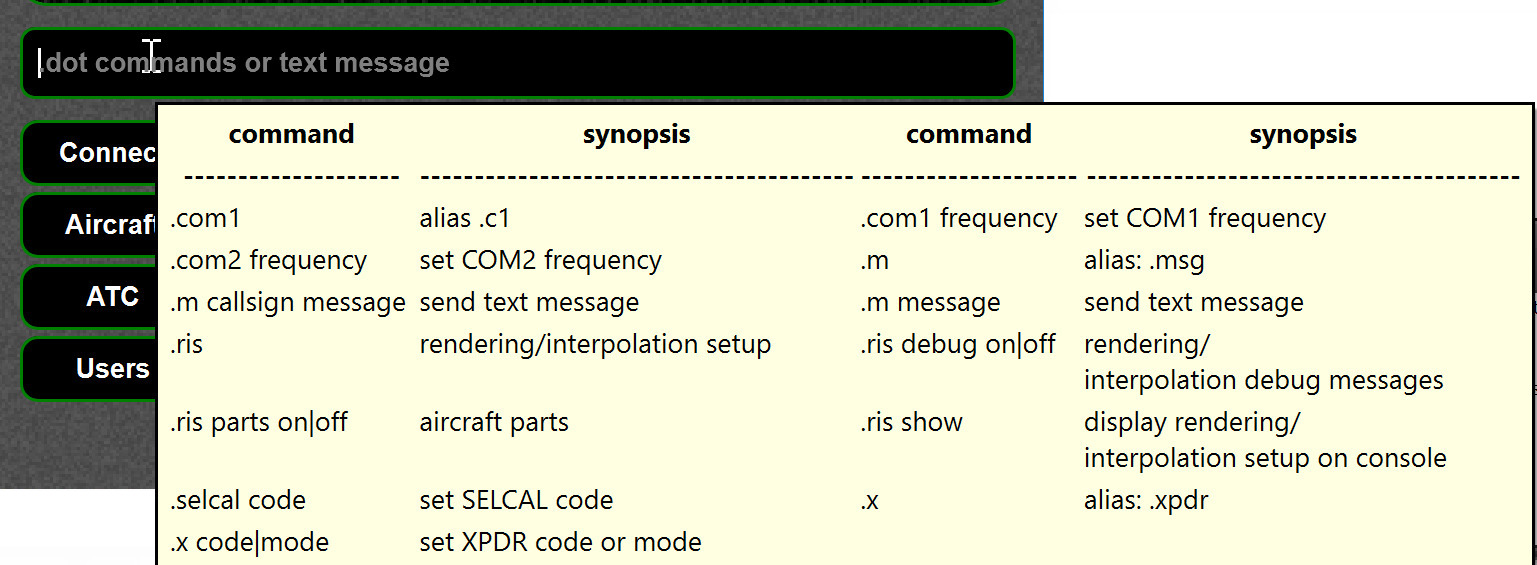 .dot commands or text message
command synopsis command synopsis
-------------------- ---------------------------------------- -------------------- ----------------------------------------
Connec
.com1 alias .c1 .com1 frequency set COM1 frequency
Aircraft
.com2 frequency set COM2 frequency .m alias: .msg
ATC
.m callsign message send text message .m message send text message
Users
.ris rendering/interpolation setup .ris debug on|off rendering/
interpolation debug messages
.ris parts on|off aircraft parts .ris show display rendering/
interpolation setup on console
.selcal code set SELCAL code .x alias: .xpdr
.x code|mode set XPDR code or mode